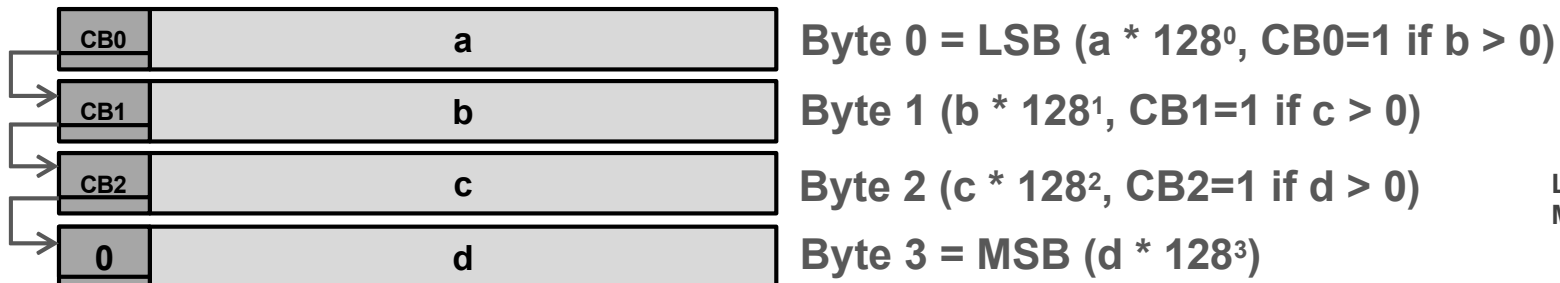 CB0 a Byte 0 = LSB (a * 128⁰, CB0=1 if b > 0)
CB1 b Byte 1 (b * 128¹, CB1=1 if c > 0)
CB2 c Byte 2 (c * 128², CB2=1 if d > 0)
0 d Byte 3 = MSB (d * 128³)